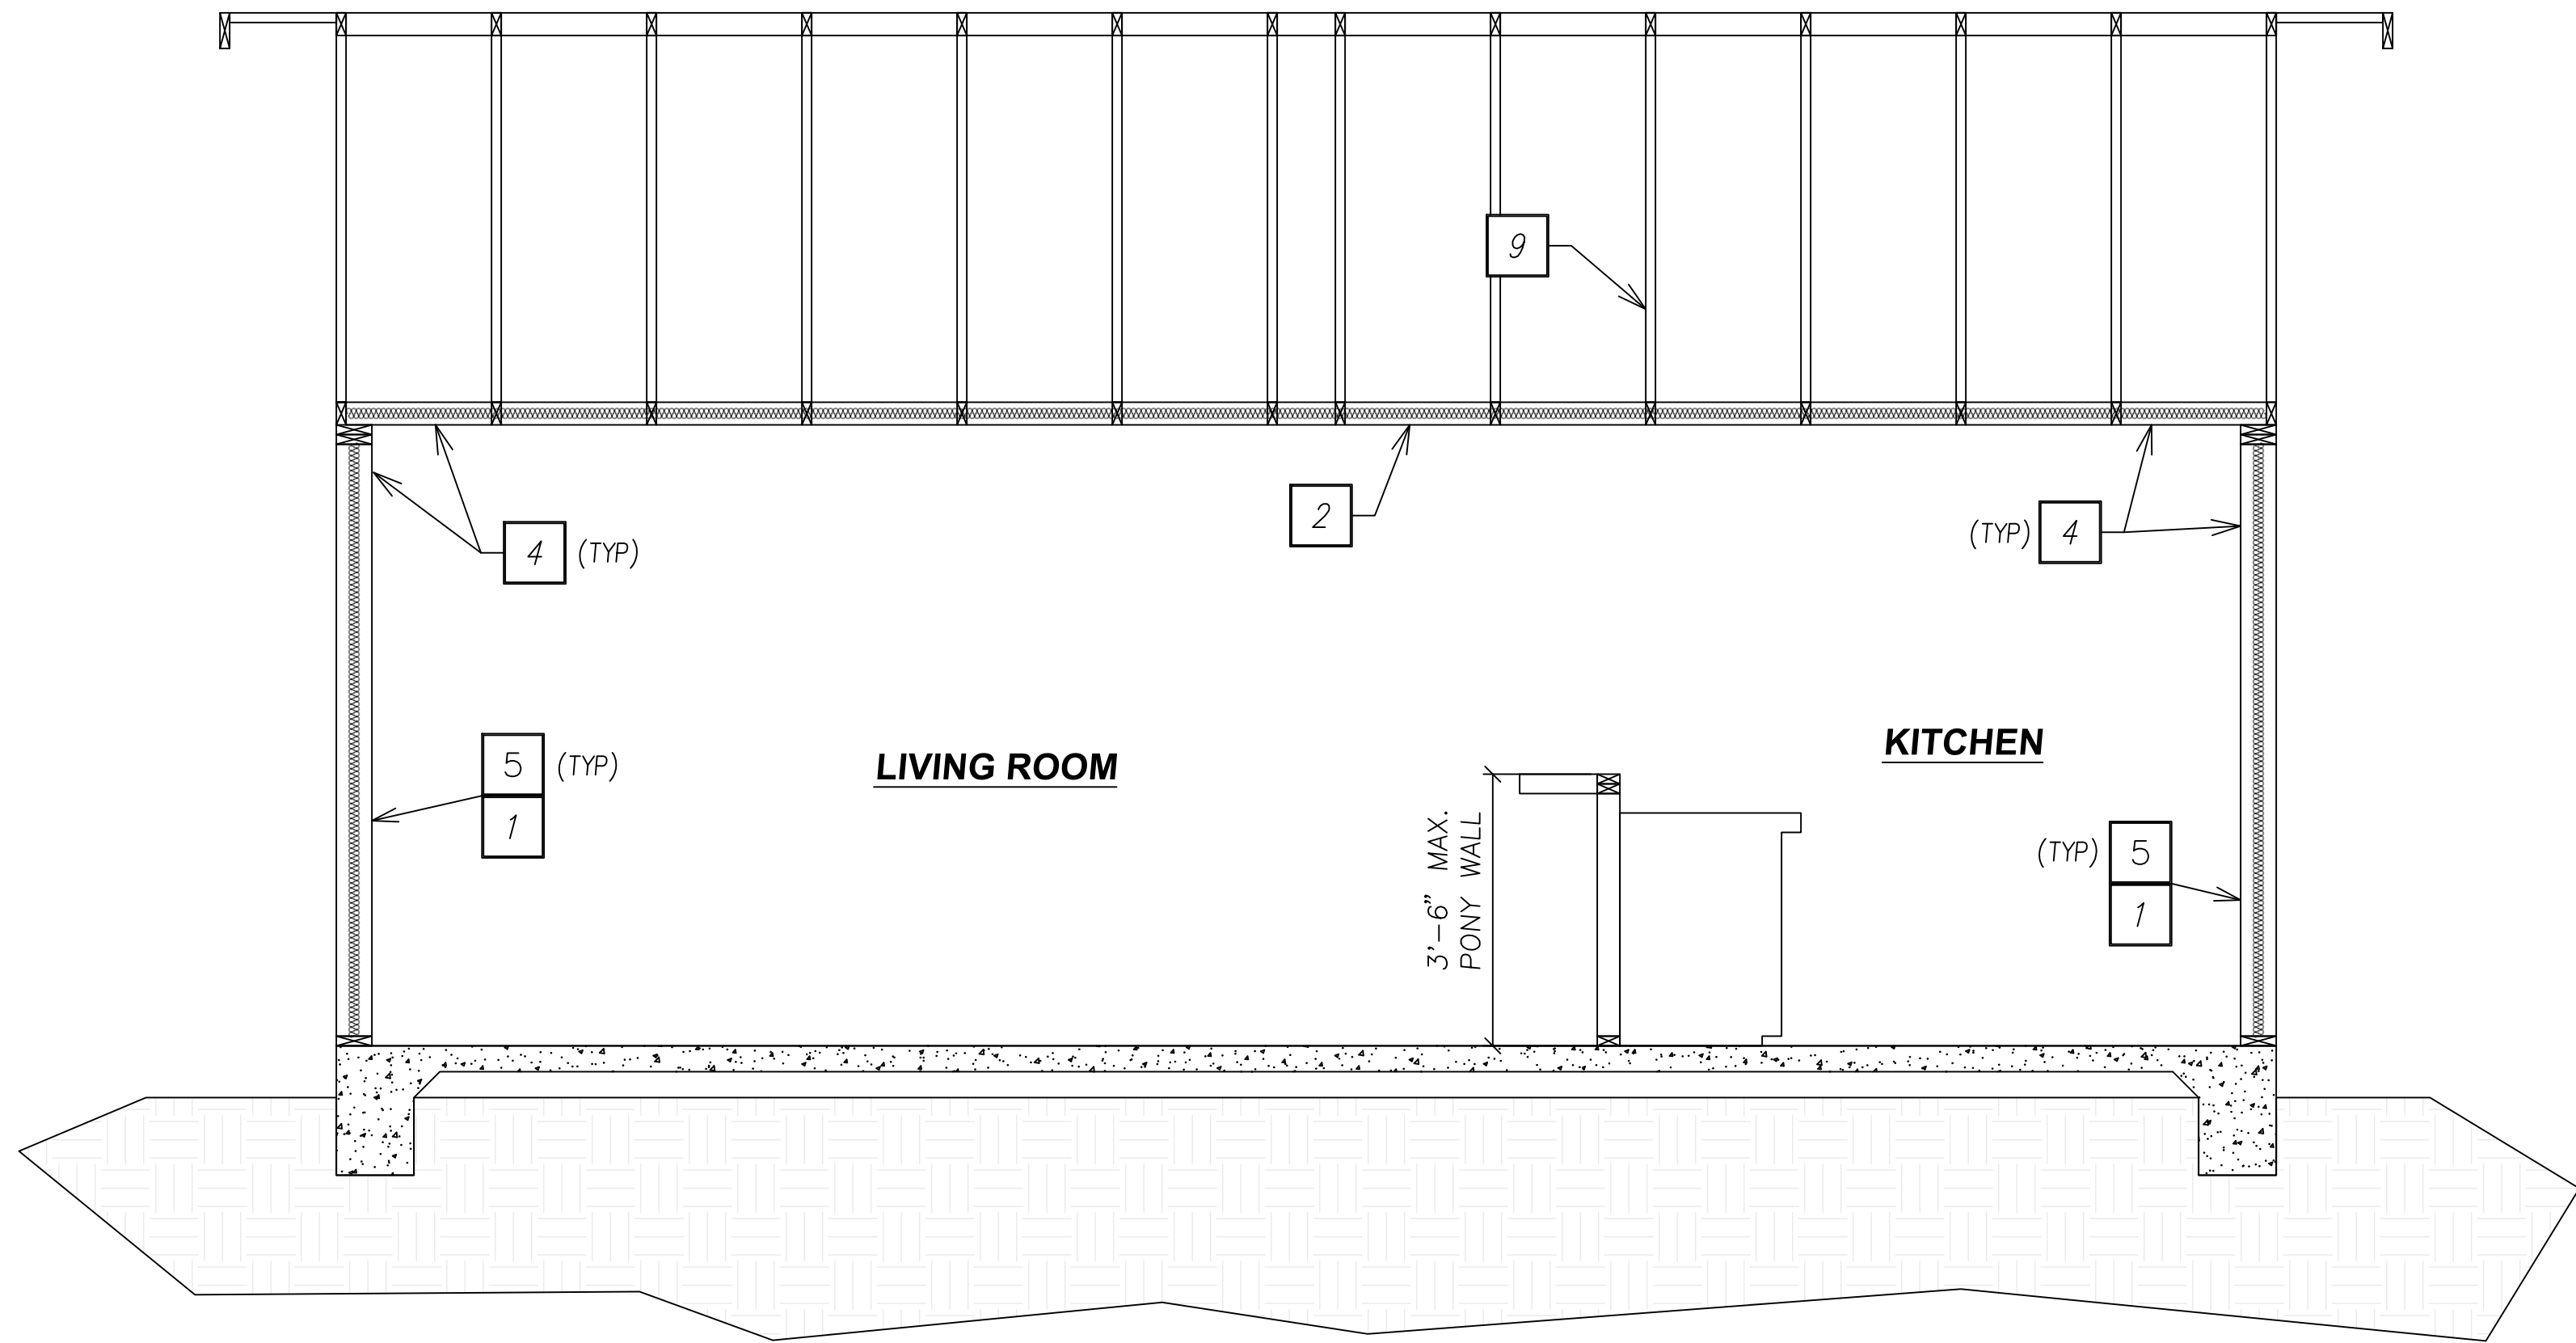 9
2
4 (TYP)
(TYP) 4
5 (TYP)
1
LIVING ROOM
KITCHEN
3'-6" MAX.
PONY WALL
(TYP) 5
1